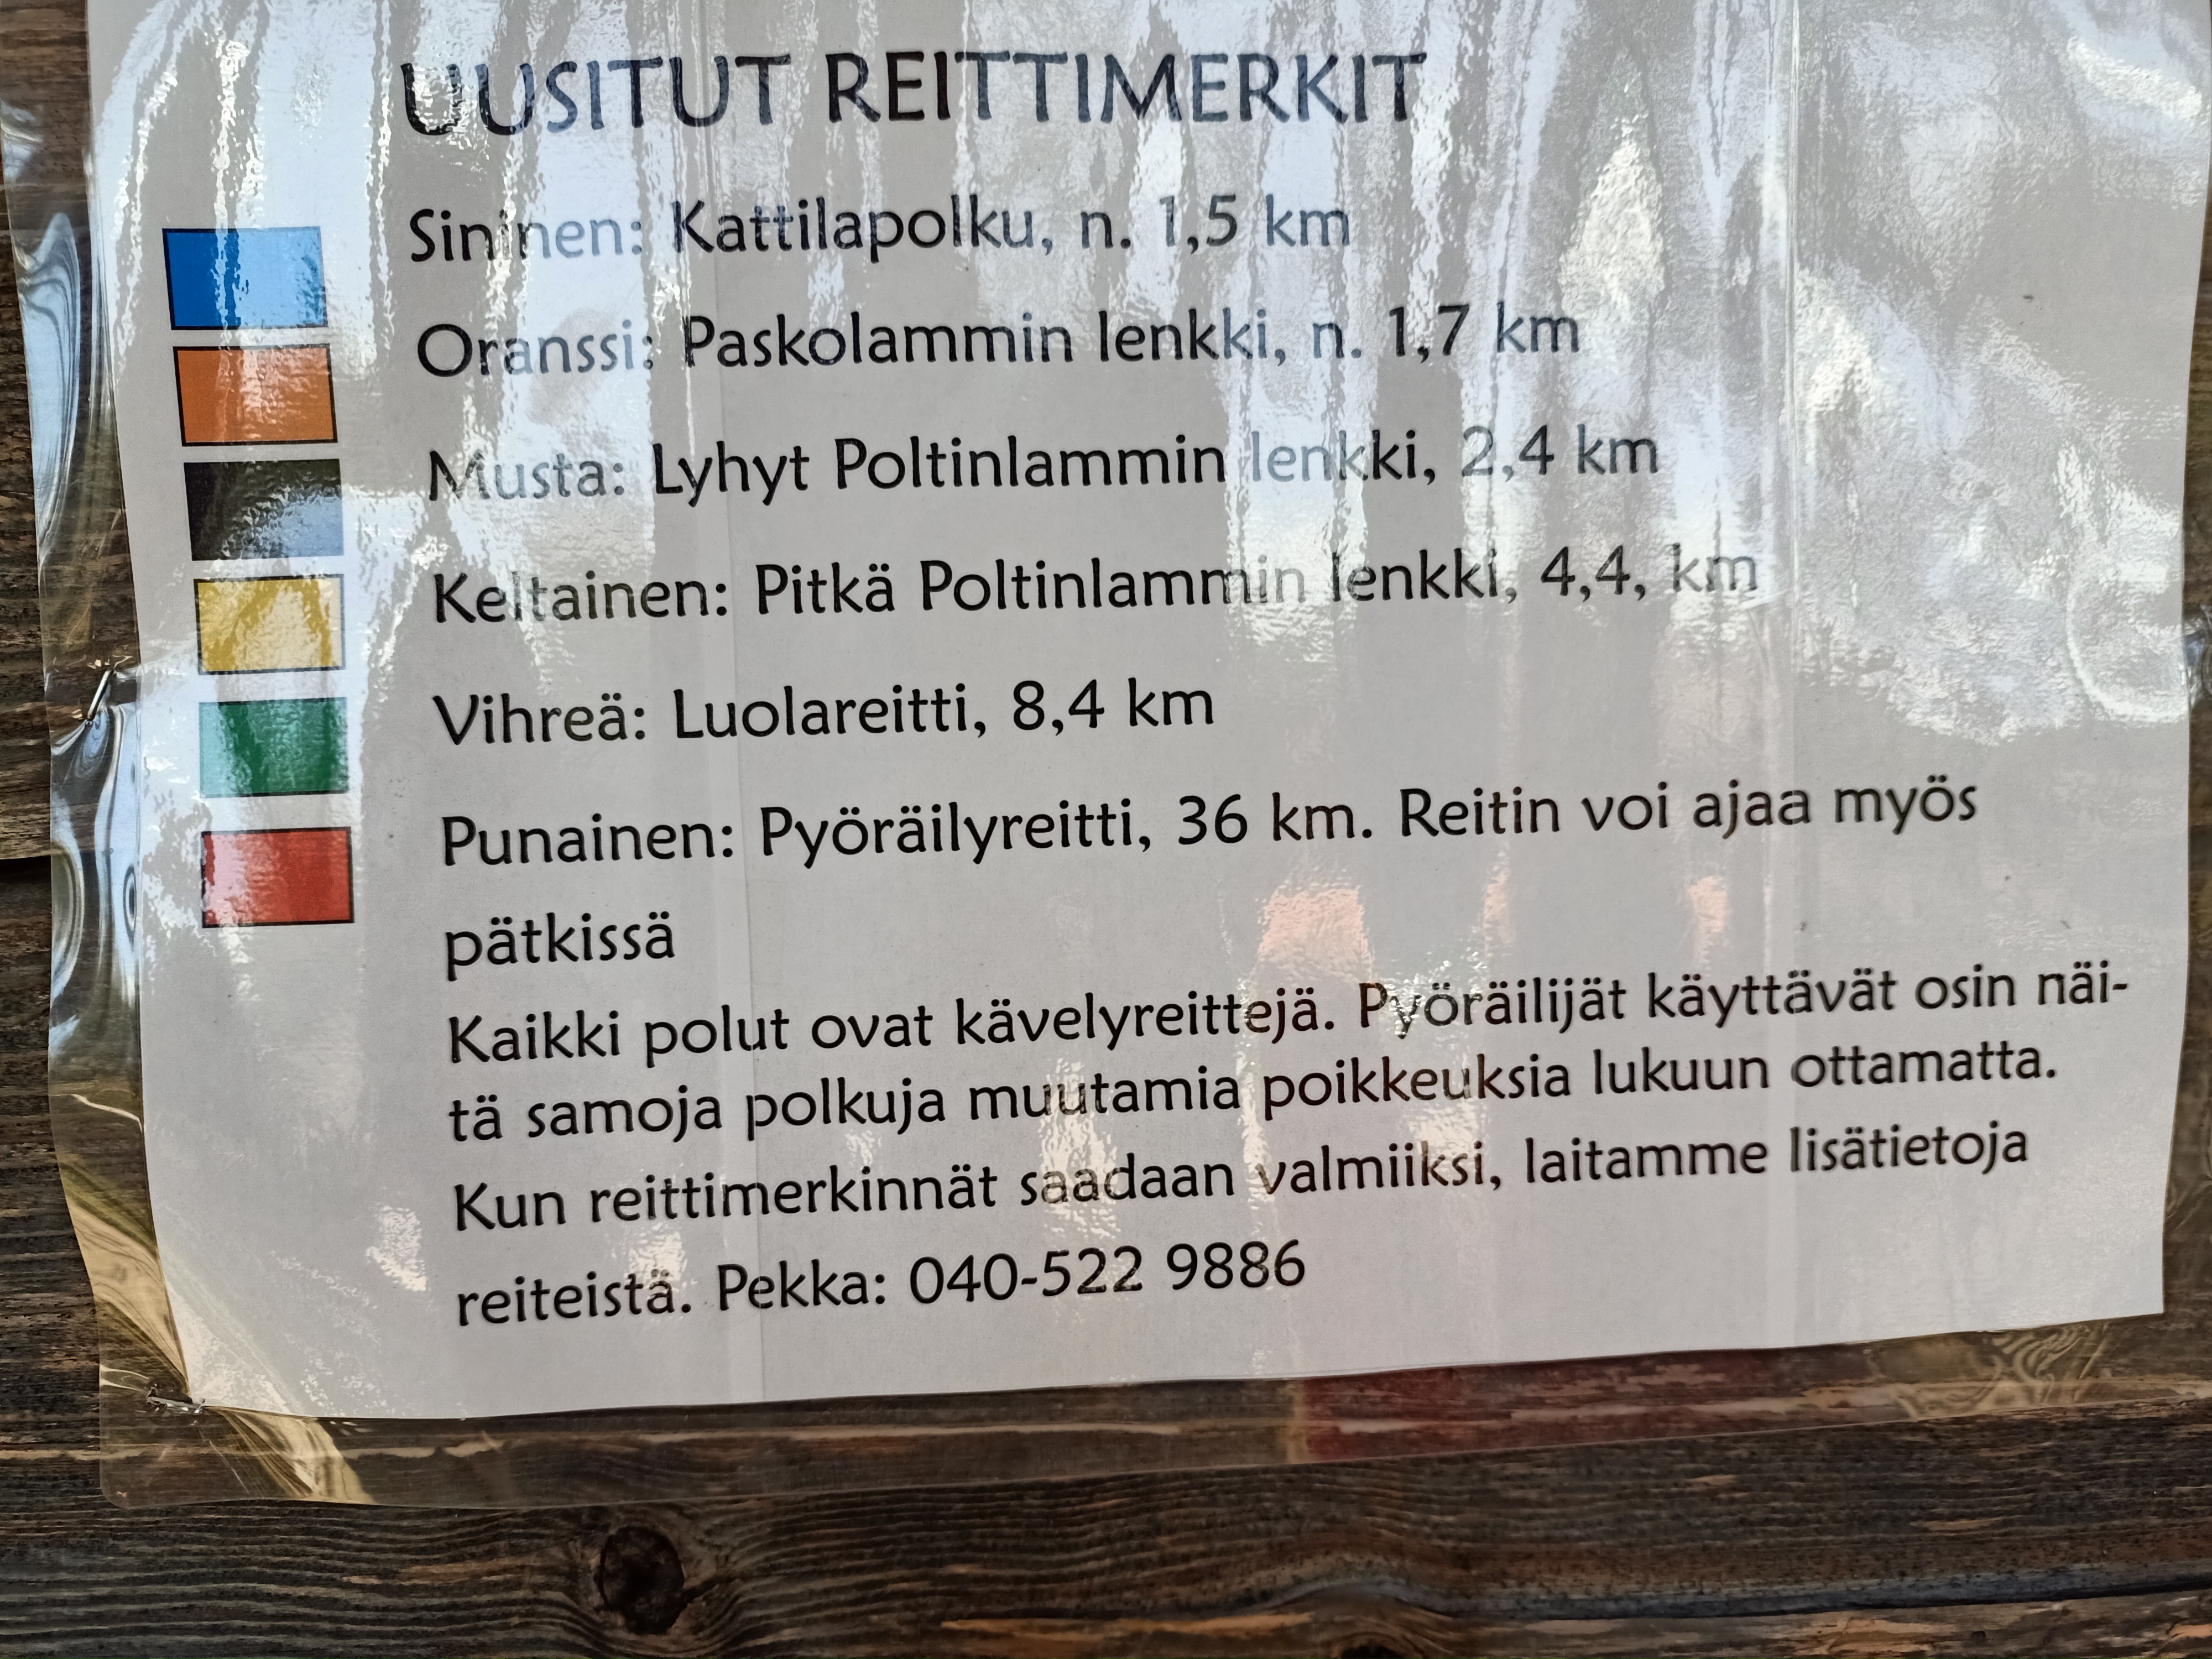 UUSITUT REITTIMERKIT
Sininen: Kattilapolku, n. 1,5 km
Oranssi: Paskolammin lenkki, n. 1,7 km
Musta: Lyhyt Poltinlammin lenkki, 2,4 km
Keltainen: Pitkä Poltinlammin lenkki, 4,4, km
Vihreä: Luolareitti, 8,4 km
Punainen: Pyöräilyreitti, 36 km. Reitin voi ajaa myös
pätkissä
Kaikki polut ovat kävelyreittejä. Pyöräilijät käyttävät osin näi-
tä samoja polkuja muutamia poikkeuksia lukuun ottamatta.
Kun reittimerkinnät saadaan valmiiksi, laitamme lisätietoja
reiteistä. Pekka: 040-522 9886